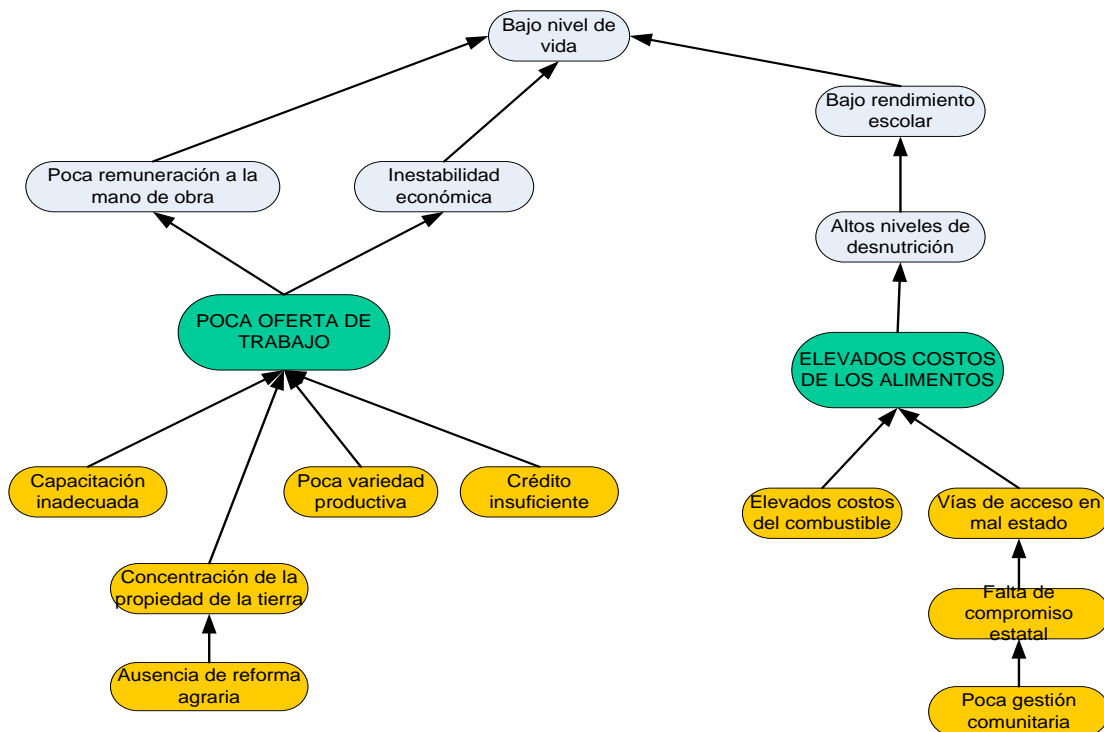 Bajo nivel de
vida
Bajo rendimiento
escolar
Poca remuneración a la
mano de obra
Inestabilidad
económica
Altos niveles de
desnutrición
POCA OFERTA DE
TRABAJO
ELEVADOS COSTOS
DE LOS ALIMENTOS
Capacitación
inadecuada
Poca variedad
productiva
Crédito
insuficiente
Elevados costos
del combustible
Vías de acceso en
mal estado
Concentración de la
propiedad de la tierra
Falta de
compromiso
estatal
Ausencia de reforma
agraria
Poca gestión
comunitaria